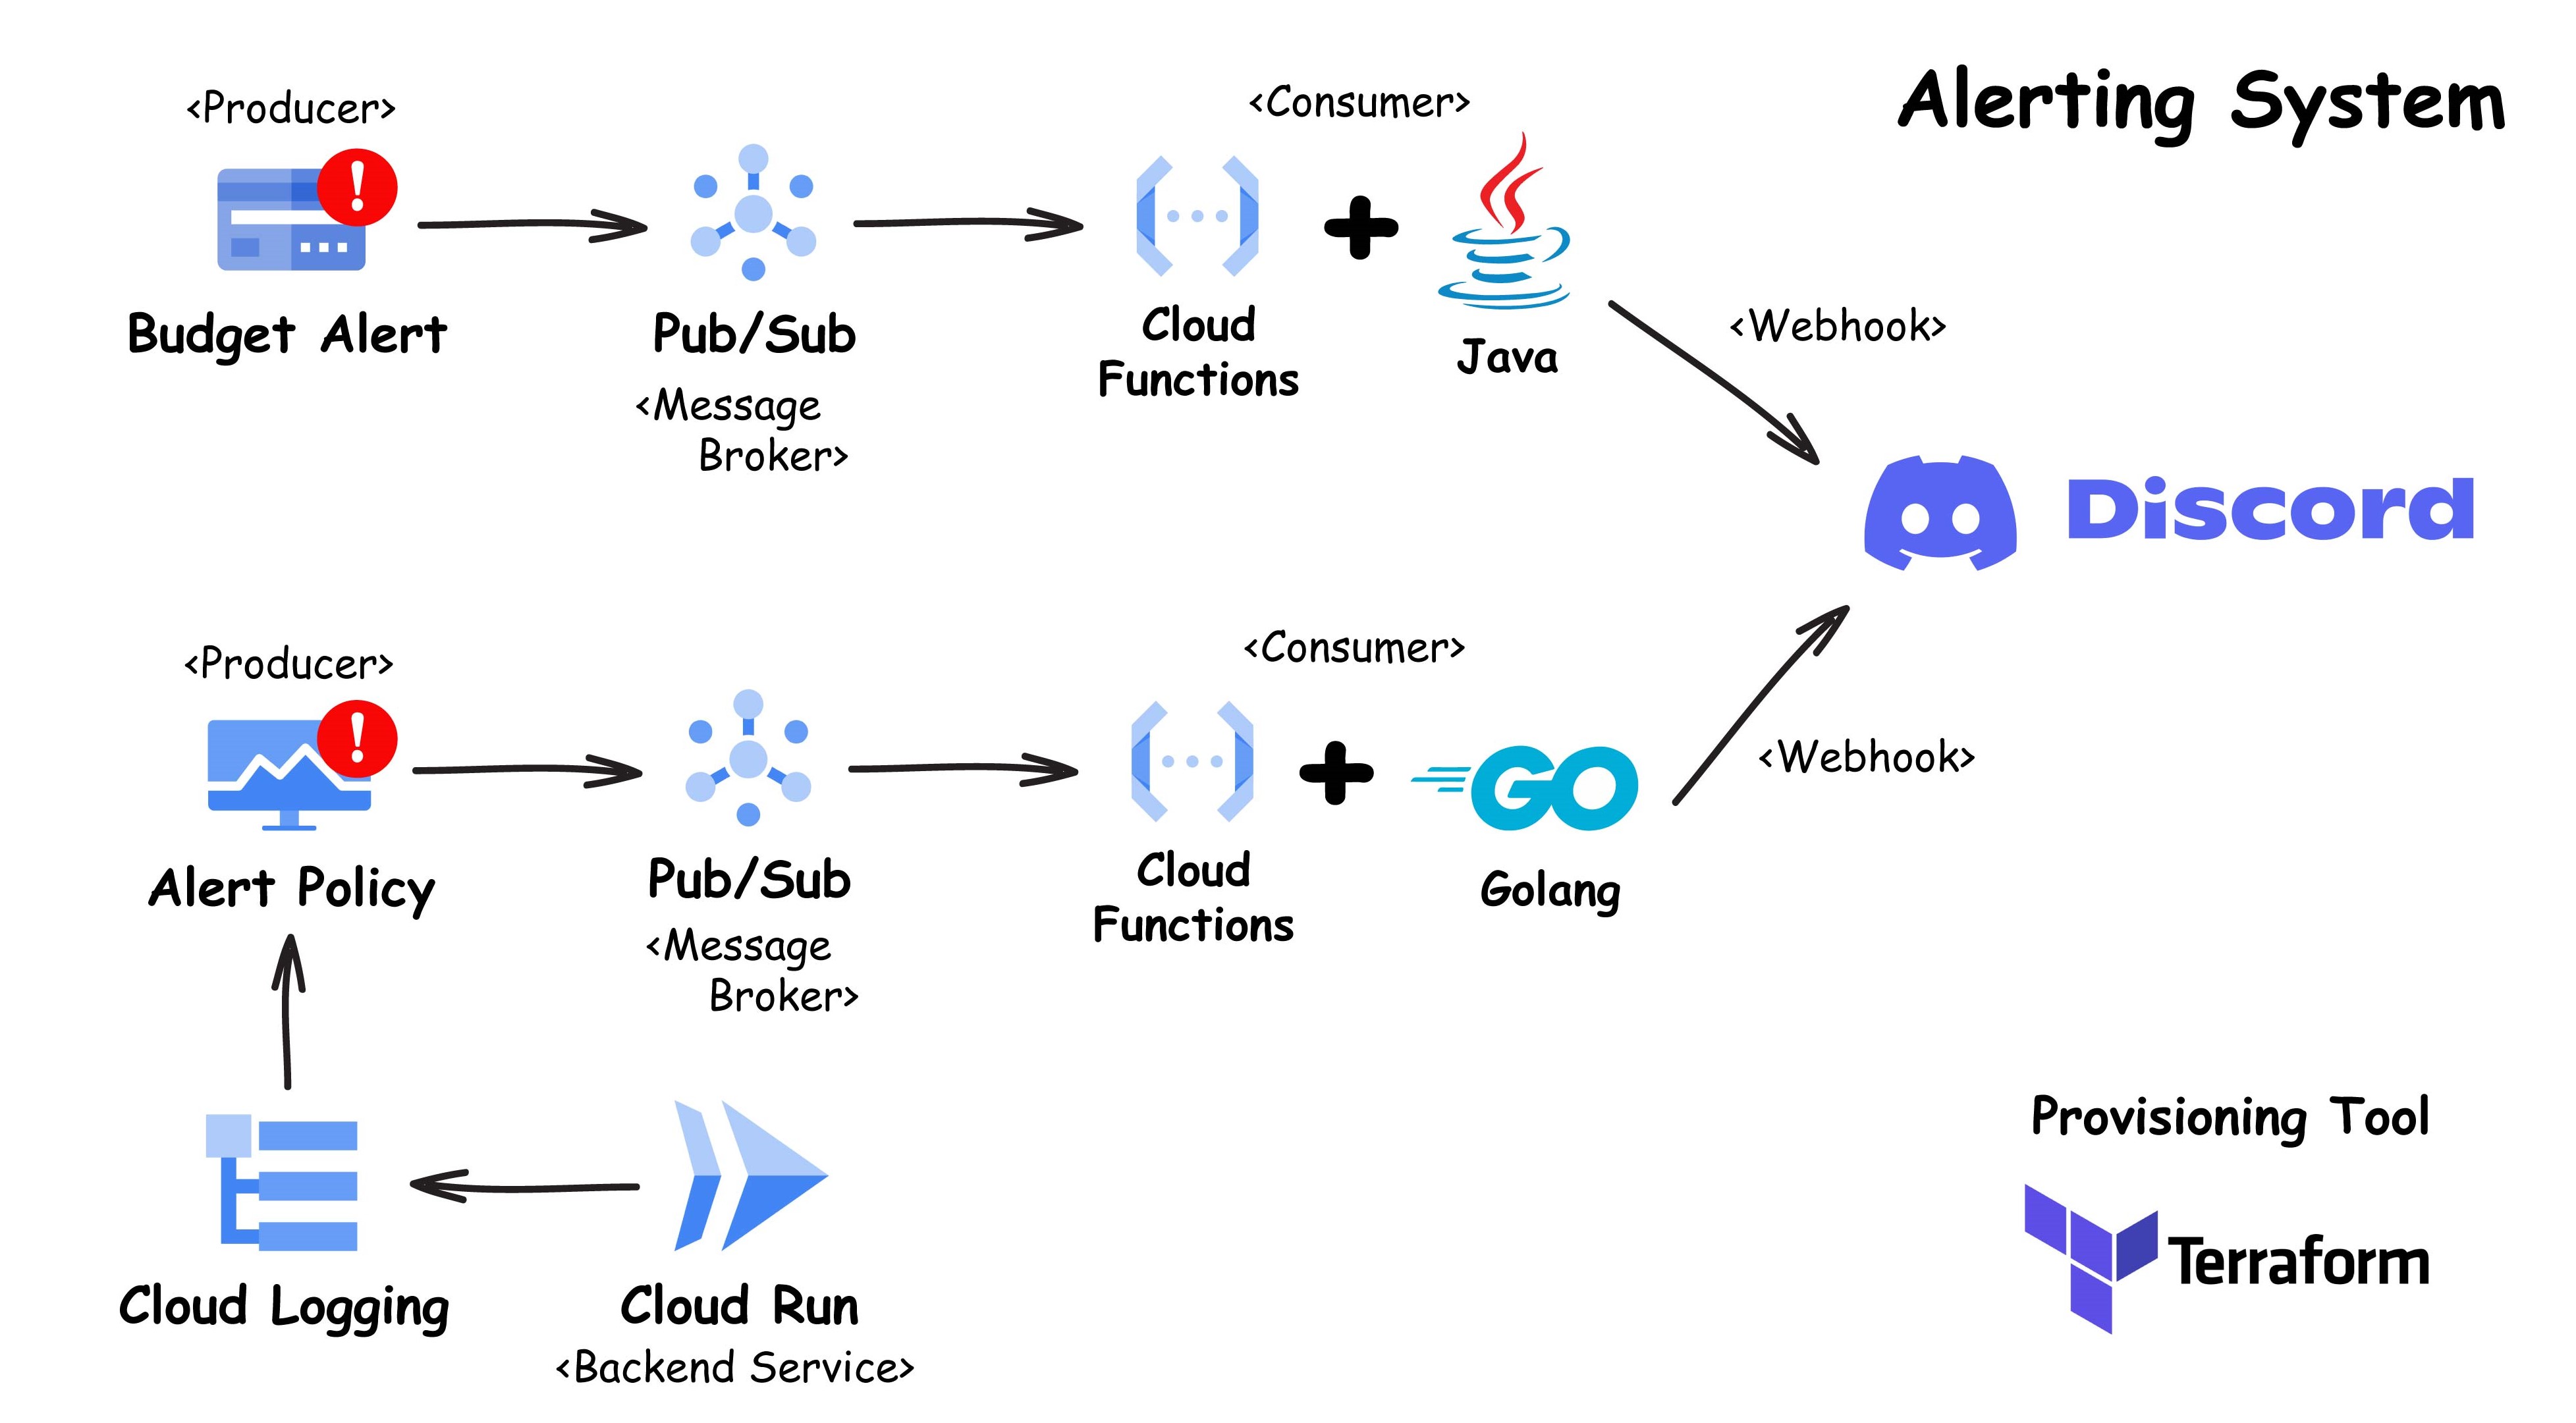 Alerting System
<Producer>
<Consumer>
Budget Alert
Pub/Sub
<Message
Broker>
Cloud
Functions
Java
<Webhook>
Discord
<Producer>
<Consumer>
Alert Policy
Pub/Sub
<Message
Broker>
Cloud
Functions
GO
Golang
<Webhook>
Cloud Logging
Cloud Run
<Backend Service>
Provisioning Tool
Terraform